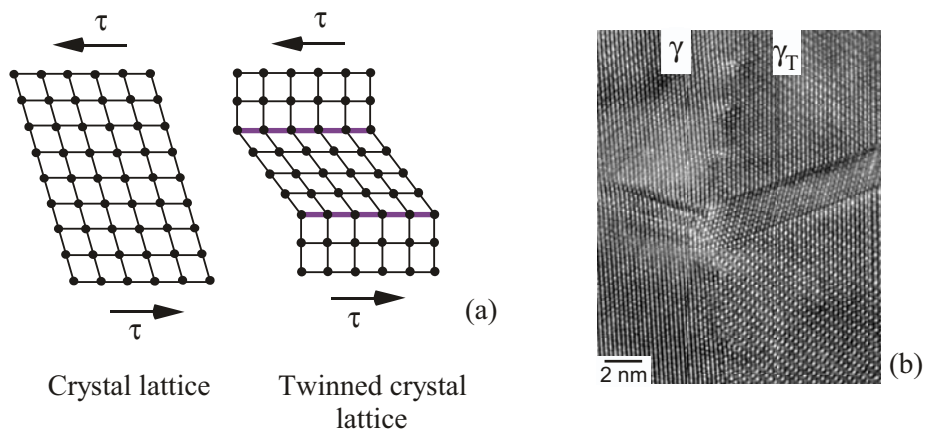 τ
τ
γ
γT
τ
τ
(a)
2 nm
(b)
Crystal lattice
Twinned crystal
lattice